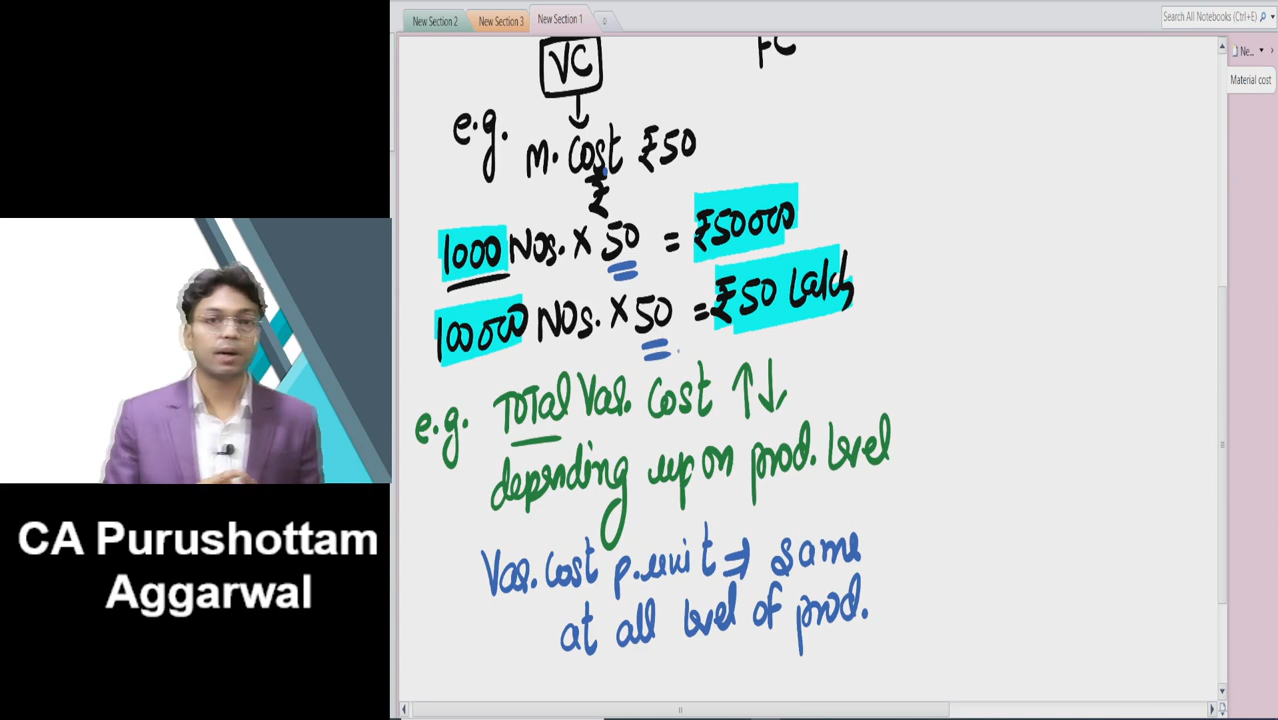 New Section 2
New Section 3
New Section 1
Search All Notebooks (Ctrl+E)
Ne...
Material cost
VC
FC
e.g.
M. Cost ₹50
₹
1000 Nos. X 50 = ₹50000
100000 NOs. X 50 = ₹50 Lakh
e.g. Total Var. Cost ↑↓
depending upon prod. level
Var. Cost p.unit ⇒ same
at all level of prod.
CA Purushottam
Aggarwal